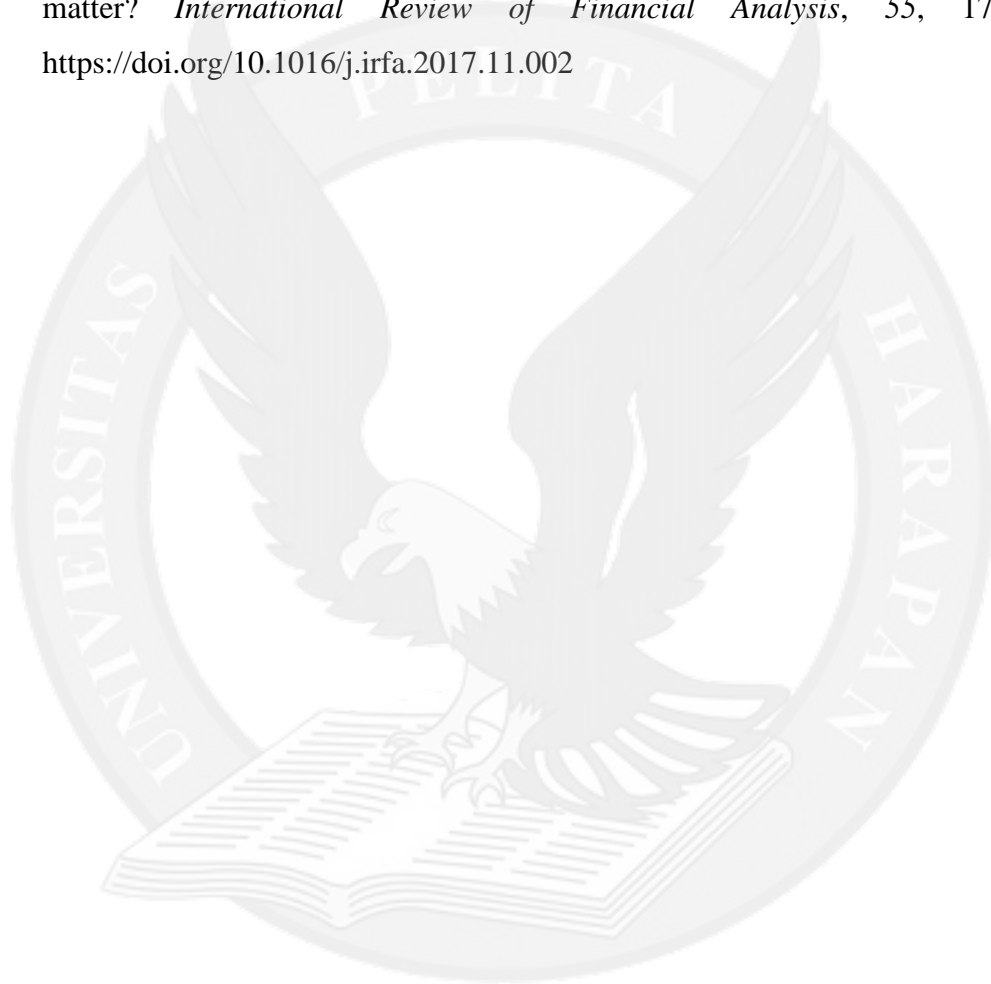 matter? International Review of Financial Analysis, 55, 17
https://doi.org/10.1016/j.irfa.2017.11.002
PELITA
UNIVERSITAS
HARAPAN